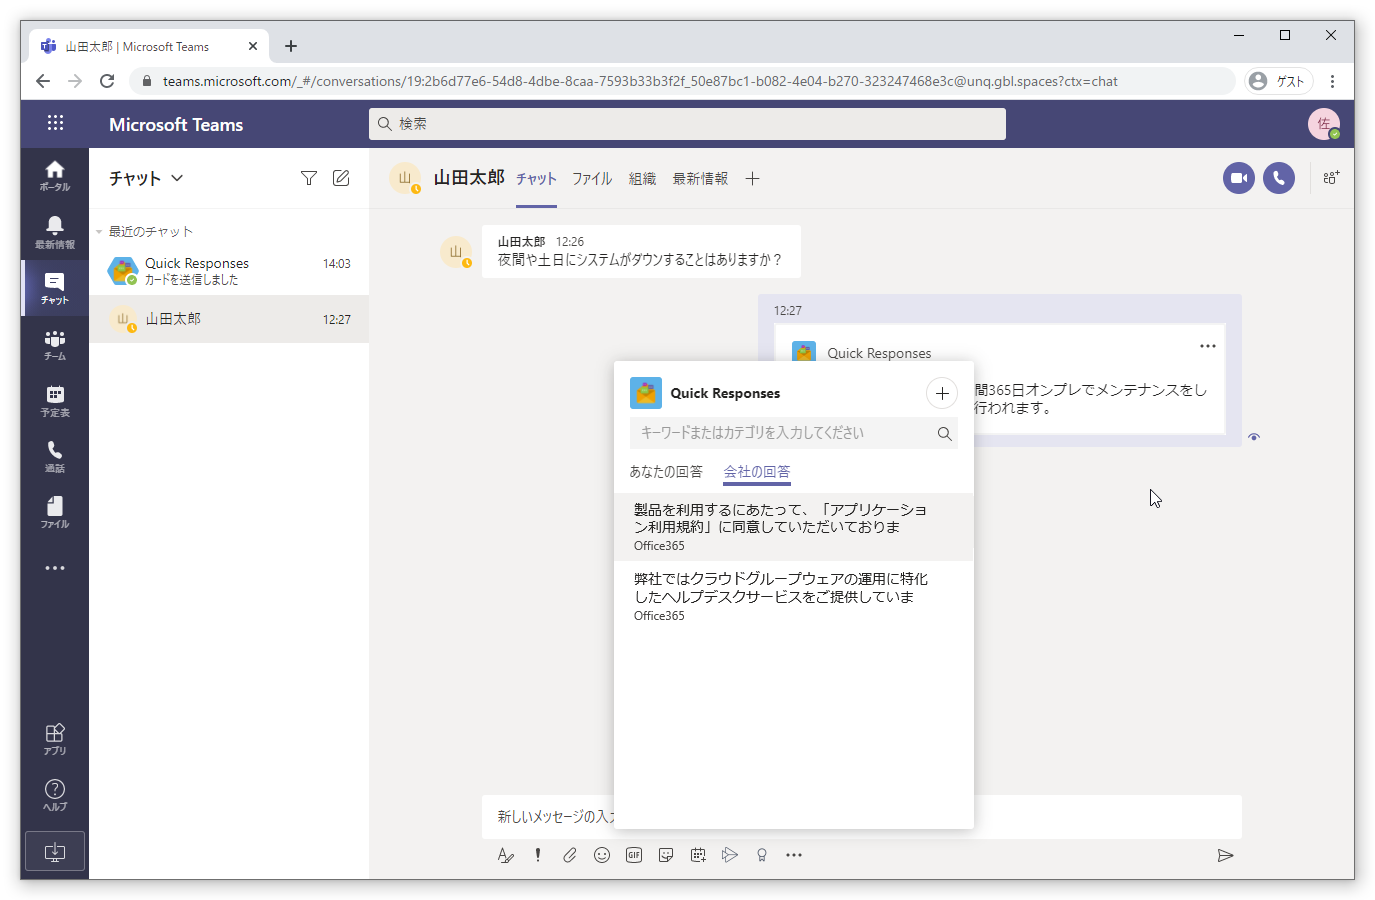 山田太郎 | Microsoft Teams
teams.microsoft.com/_#/conversations/19:2b6d77e6-54d8-4dbe-8caa-7593b33b3f2f_50e87bc1-b082-4e04-b270-323247468e3c@unq.gbl.spaces?ctx=chat
ゲスト
Microsoft Teams
検索
佐
ポータル
最新情報
チャット
チーム
予定表
通話
ファイル
アプリ
ヘルプ
チャット
最近のチャット
Quick Responses 14:03
カードを送信しました
山 山田太郎 12:27
山 山田太郎 チャット ファイル 組織 最新情報
山 山田太郎 12:26
夜間や土日にシステムがダウンすることはありますか？
12:27
Quick Responses
間365日オンプレでメンテナンスをし
行われます。
Quick Responses
キーワードまたはカテゴリを入力してください
あなたの回答 会社の回答
製品を利用するにあたって、「アプリケーショ
ン利用規約」に同意していただいておりま
Office365
弊社ではクラウドグループウェアの運用に特化
したヘルプデスクサービスをご提供していま
Office365
新しいメッセージの入
GIF